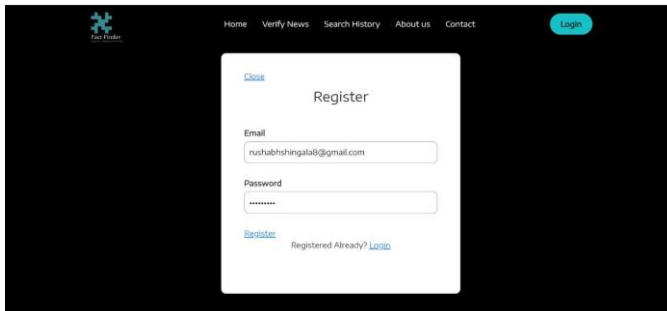 Home Verify News Search History About us Contact Login
Fact Finder
Close
Register
Email
rushabhshingala8@gmail.com
Password
•••••••••
Register
Registered Already? Login